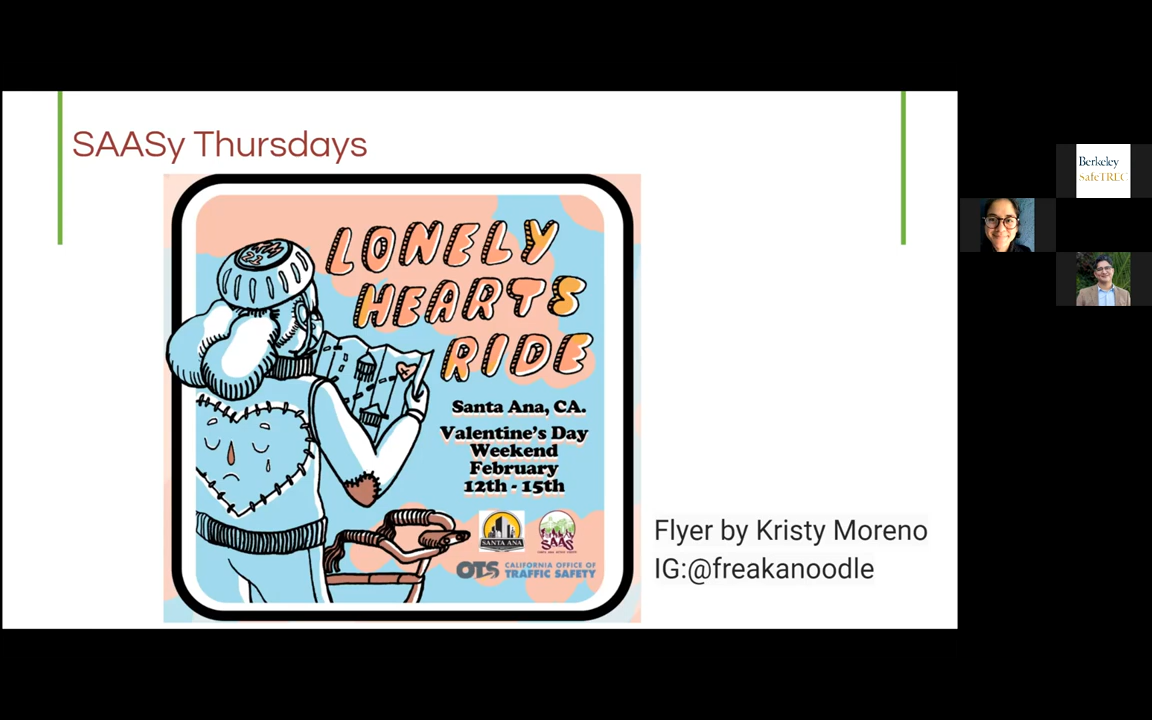 SAASy Thursdays
LONELY
HEARTS
RIDE
Santa Ana, CA.
Valentine's Day
Weekend
February
12th - 15th
SANTA ANA
SAAS
OTS CALIFORNIA OFFICE OF
TRAFFIC SAFETY
Flyer by Kristy Moreno
IG:@freakanoodle
Berkeley
SafeTREC